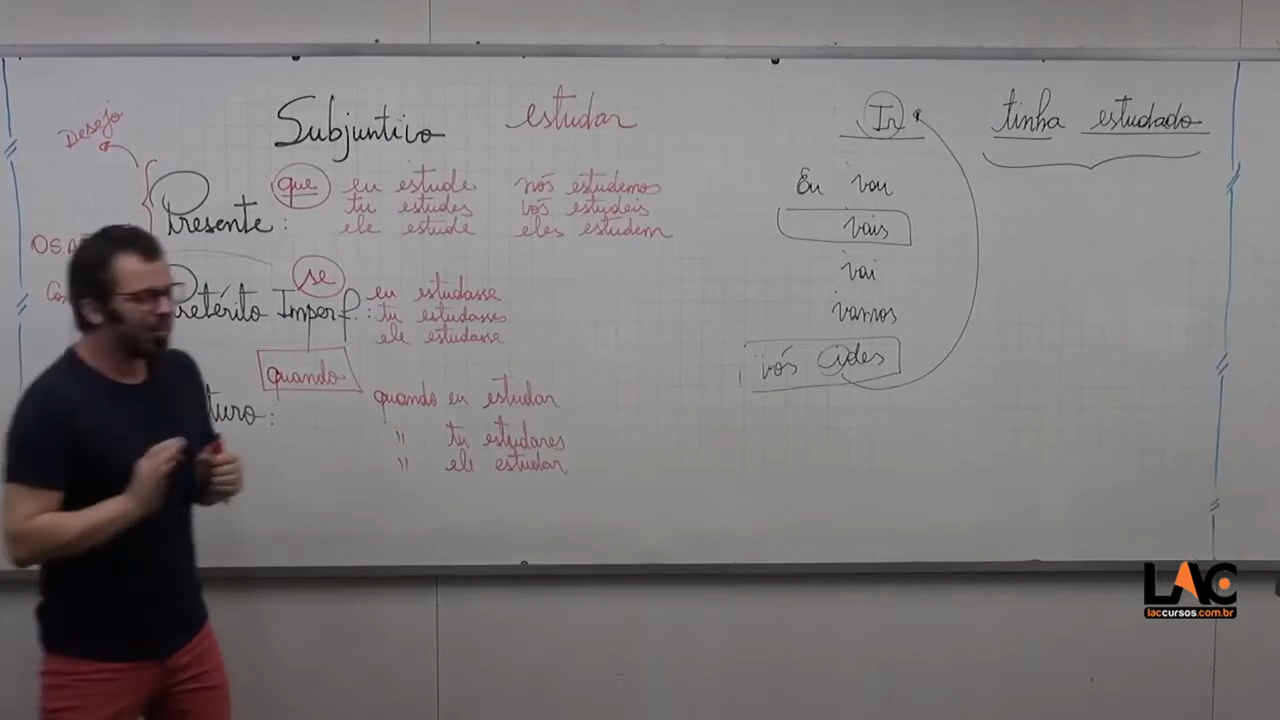 Desejo
Subjuntivo estudar
Presente: que eu estude nós estudemos
tu estudes vós estudeis
ele estude eles estudem
se
Pretérito Imperf.: eu estudasse
tu estudasses
ele estudasse
quando
quando eu estudar
" tu estudares
" ele estudar
Ir
Eu vou
vais
vai
vamos
vós ides
tinha estudado
LAC
laccursos.com.br